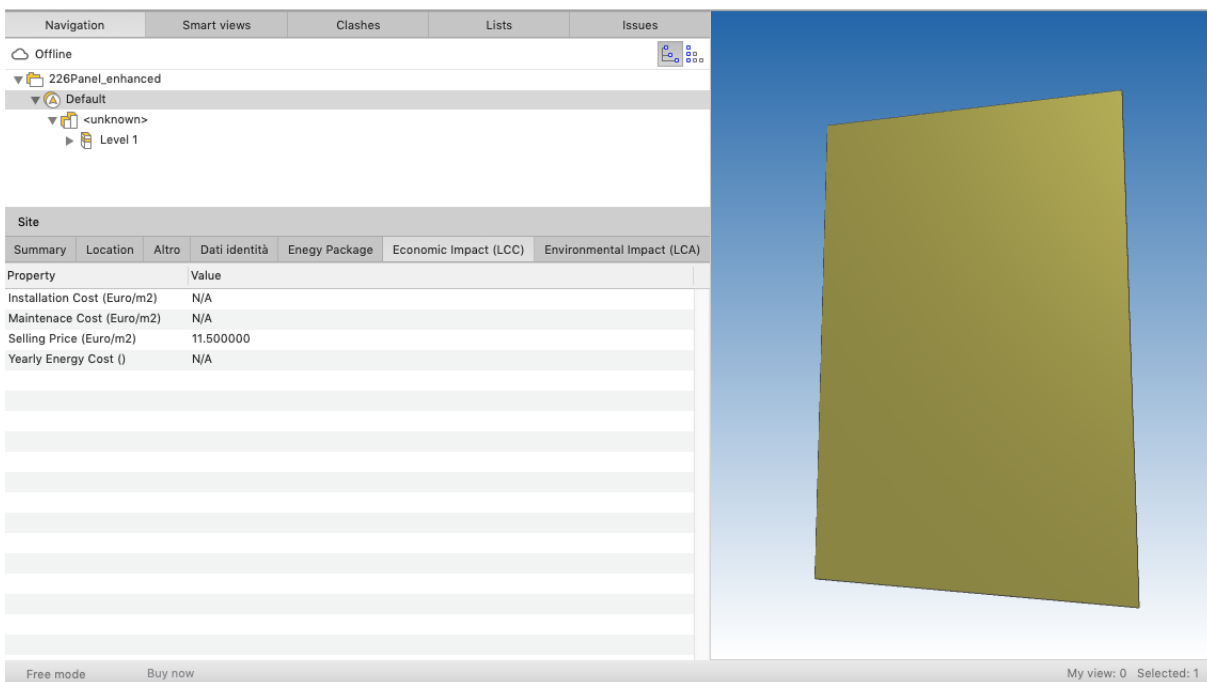 Navigation Smart views Clashes Lists Issues
Offline
226Panel_enhanced
Default
<unknown>
Level 1
Site
Summary Location Altro Dati identità Enegy Package Economic Impact (LCC) Environmental Impact (LCA)
Property Value
Installation Cost (Euro/m2) N/A
Maintenace Cost (Euro/m2) N/A
Selling Price (Euro/m2) 11.500000
Yearly Energy Cost () N/A
Free mode Buy now My view: 0 Selected: 1